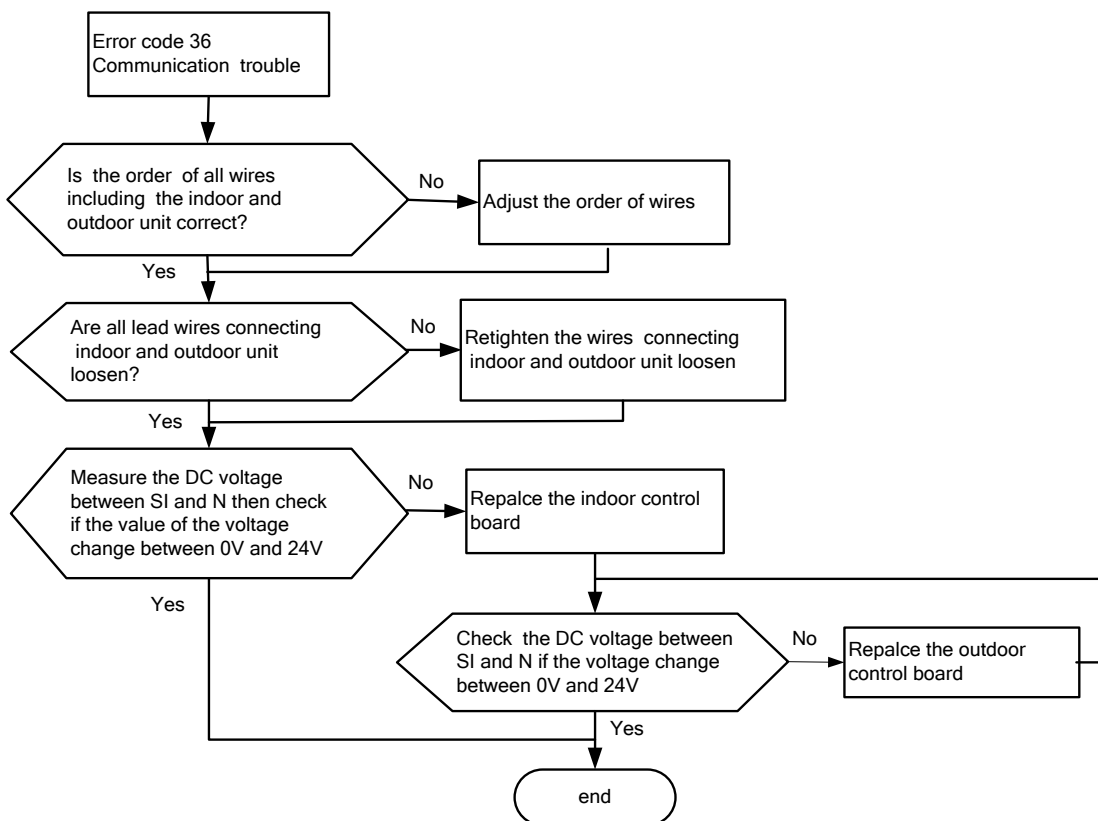 Error code 36
Communication trouble
Is the order of all wires
including the indoor and
outdoor unit correct?
No
Adjust the order of wires
Yes
Are all lead wires connecting
indoor and outdoor unit
loosen?
No
Retighten the wires connecting
indoor and outdoor unit loosen
Yes
Measure the DC voltage
between SI and N then check
if the value of the voltage
change between 0V and 24V
No
Repalce the indoor control
board
Yes
Check the DC voltage between
SI and N if the voltage change
between 0V and 24V
No
Repalce the outdoor
control board
Yes
end